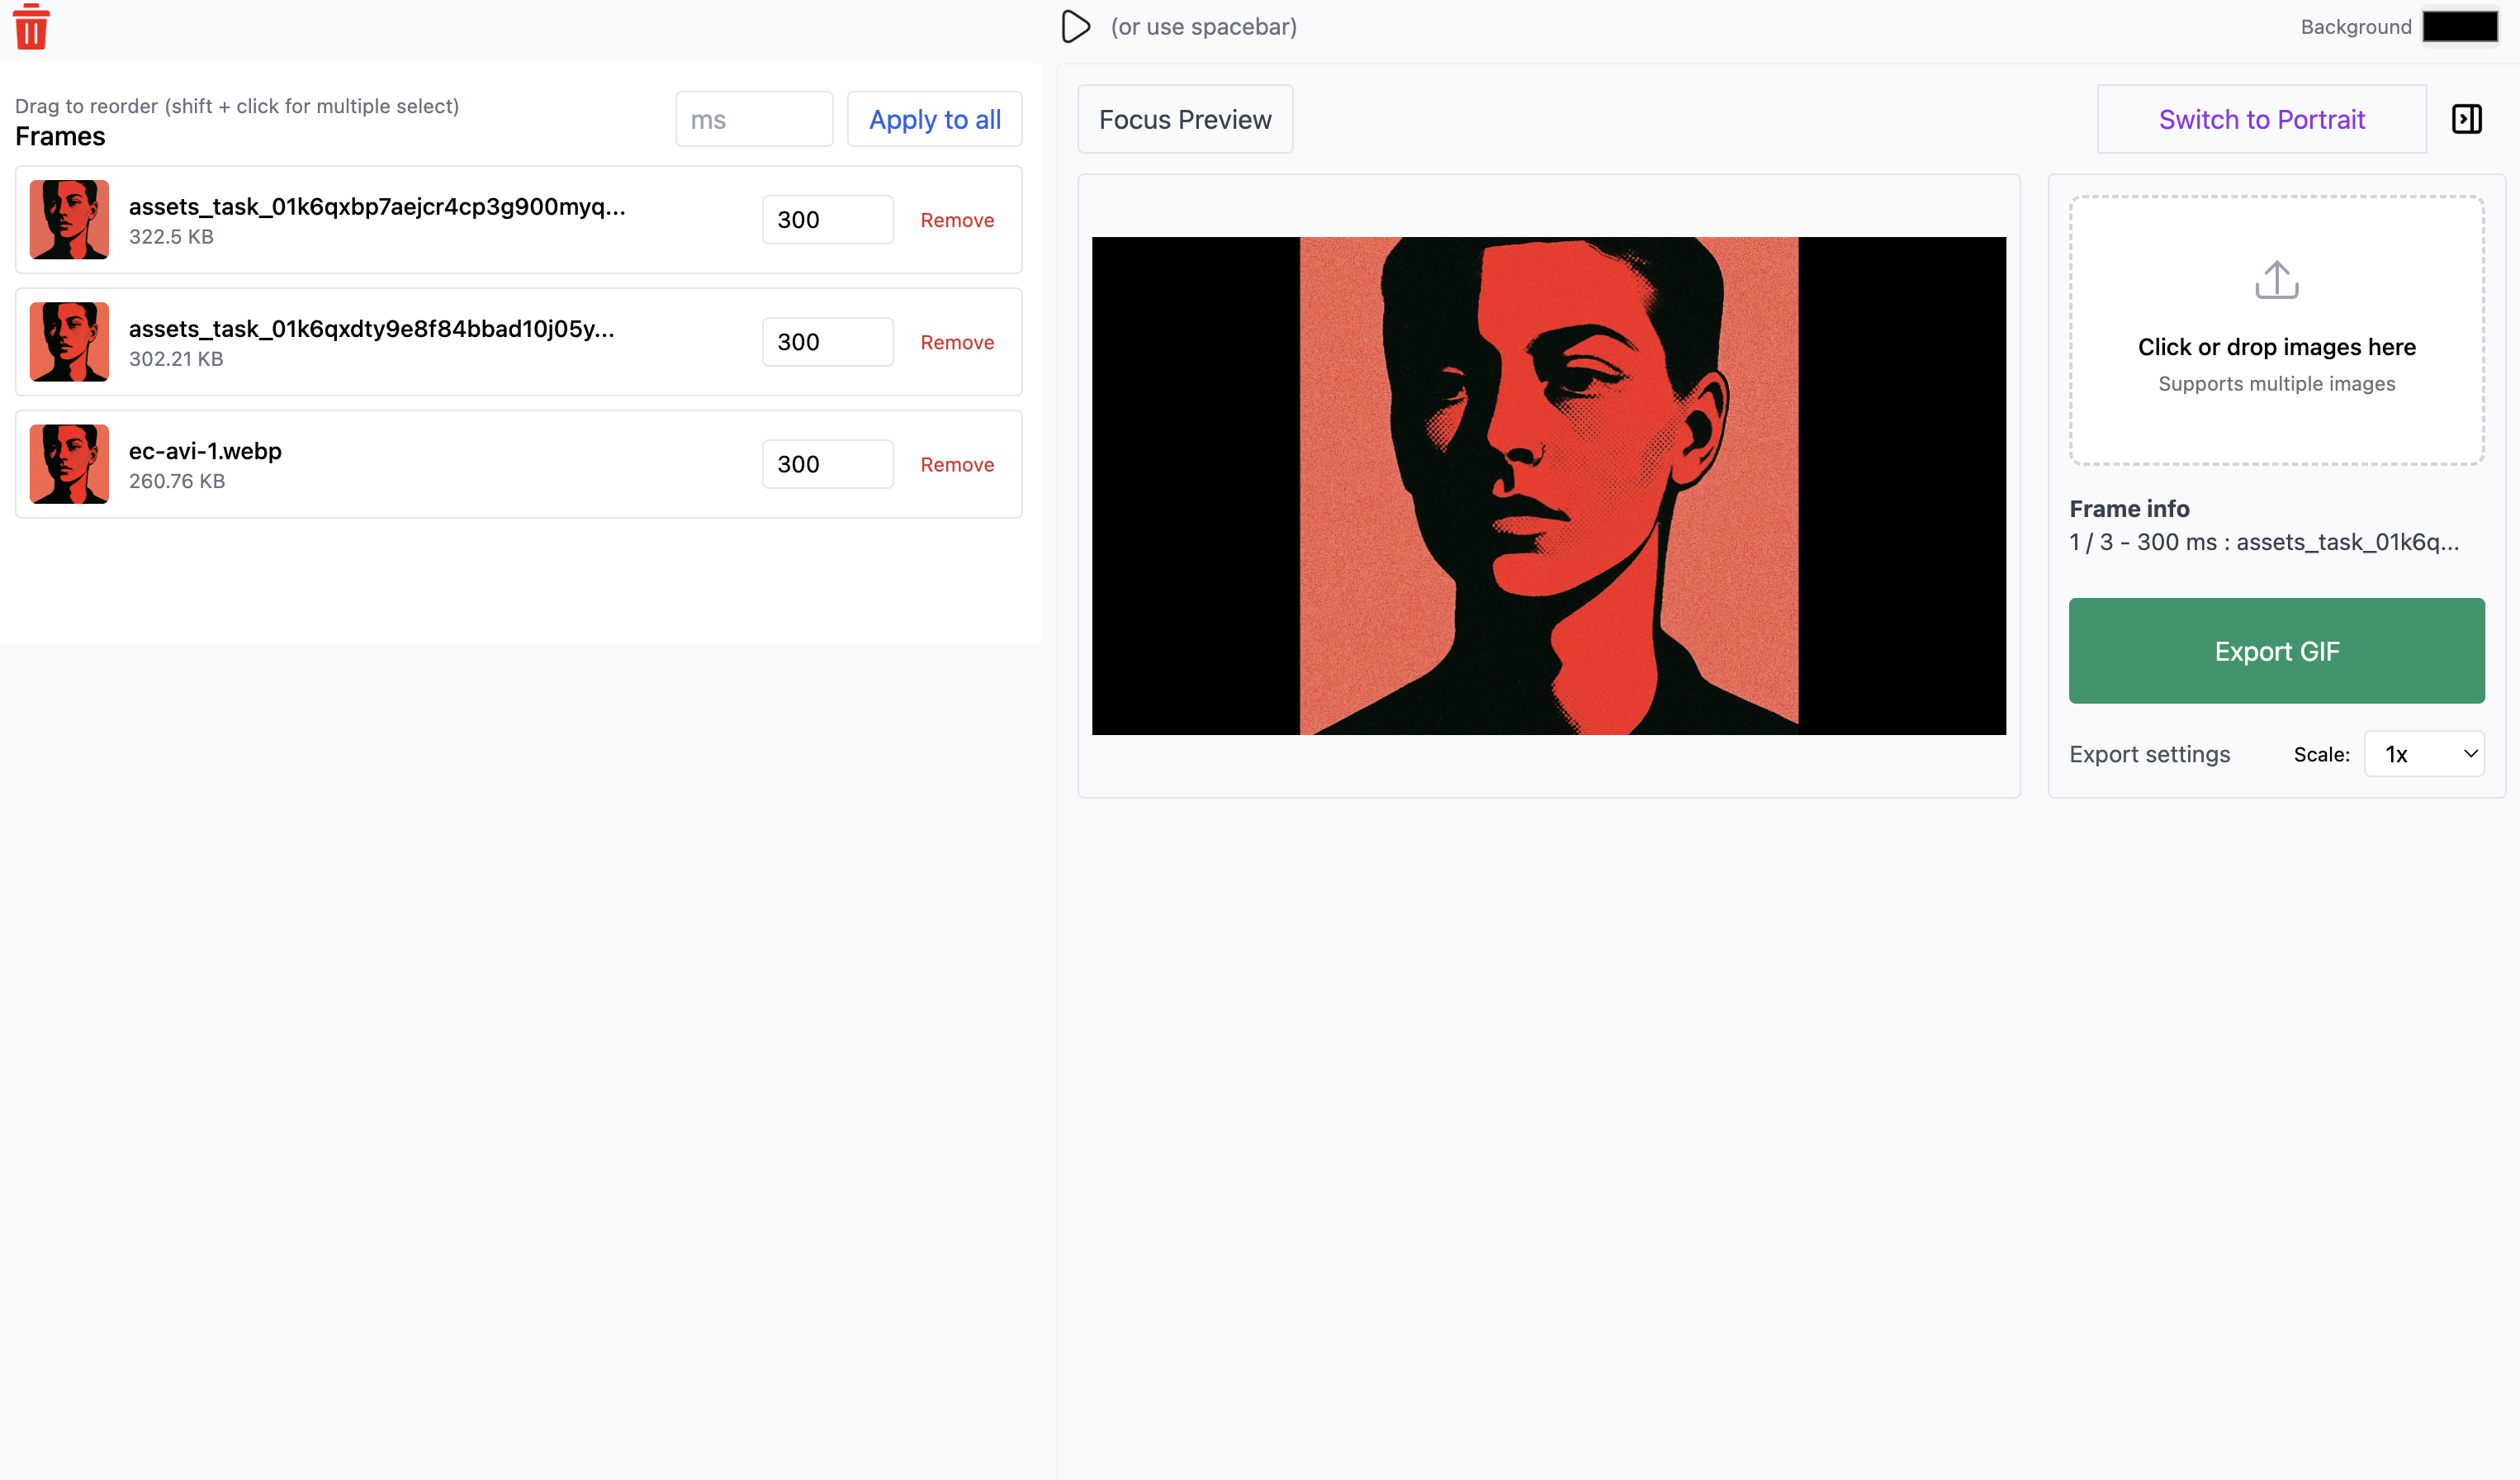 (or use spacebar)
Background
Drag to reorder (shift + click for multiple select)
Frames
ms
Apply to all
assets_task_01k6qxbp7aejcr4cp3g900myq...
322.5 KB
300
Remove
assets_task_01k6qxdty9e8f84bbad10j05y...
302.21 KB
300
Remove
ec-avi-1.webp
260.76 KB
300
Remove
Focus Preview
Switch to Portrait
Click or drop images here
Supports multiple images
Frame info
1 / 3 - 300 ms : assets_task_01k6q...
Export GIF
Export settings
Scale:
1x